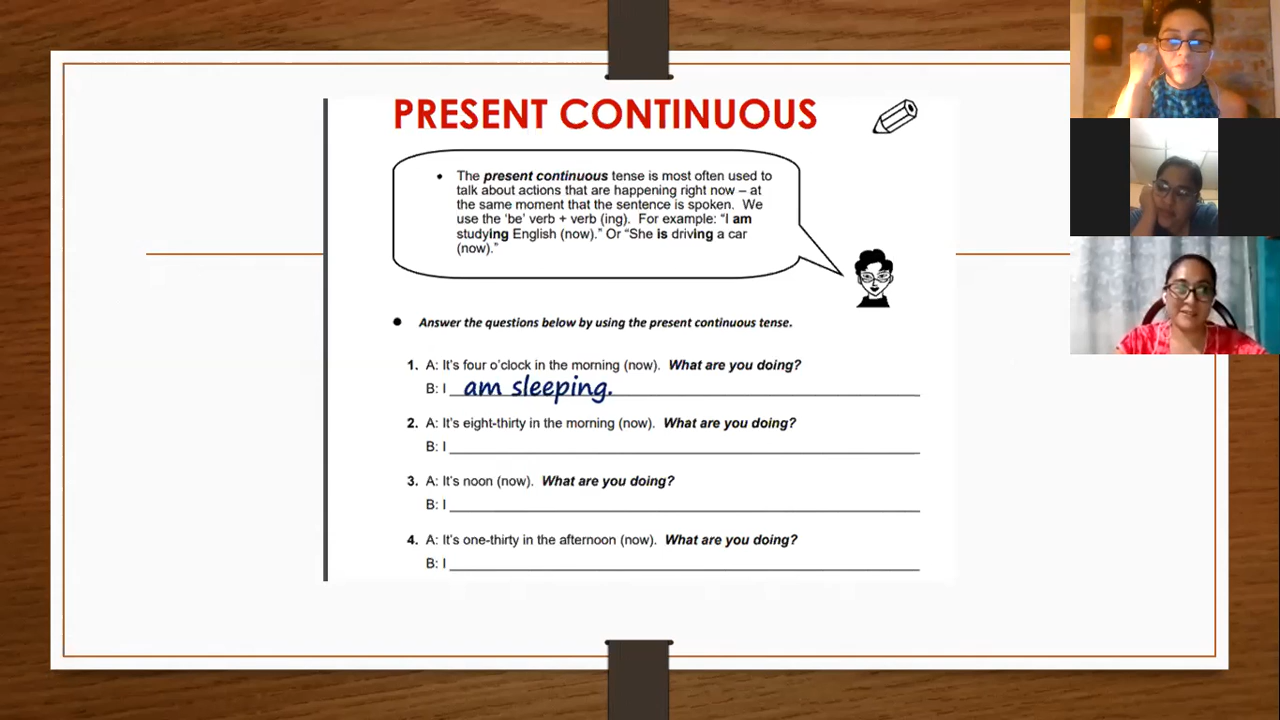 PRESENT CONTINUOUS
• The present continuous tense is most often used to
talk about actions that are happening right now – at
the same moment that the sentence is spoken. We
use the ‘be’ verb + verb (ing). For example: “I am
studying English (now).” Or “She is driving a car
(now).”
● Answer the questions below by using the present continuous tense.
1. A: It’s four o’clock in the morning (now). What are you doing?
B: I am sleeping.
2. A: It’s eight-thirty in the morning (now). What are you doing?
B: I
3. A: It’s noon (now). What are you doing?
B: I
4. A: It’s one-thirty in the afternoon (now). What are you doing?
B: I